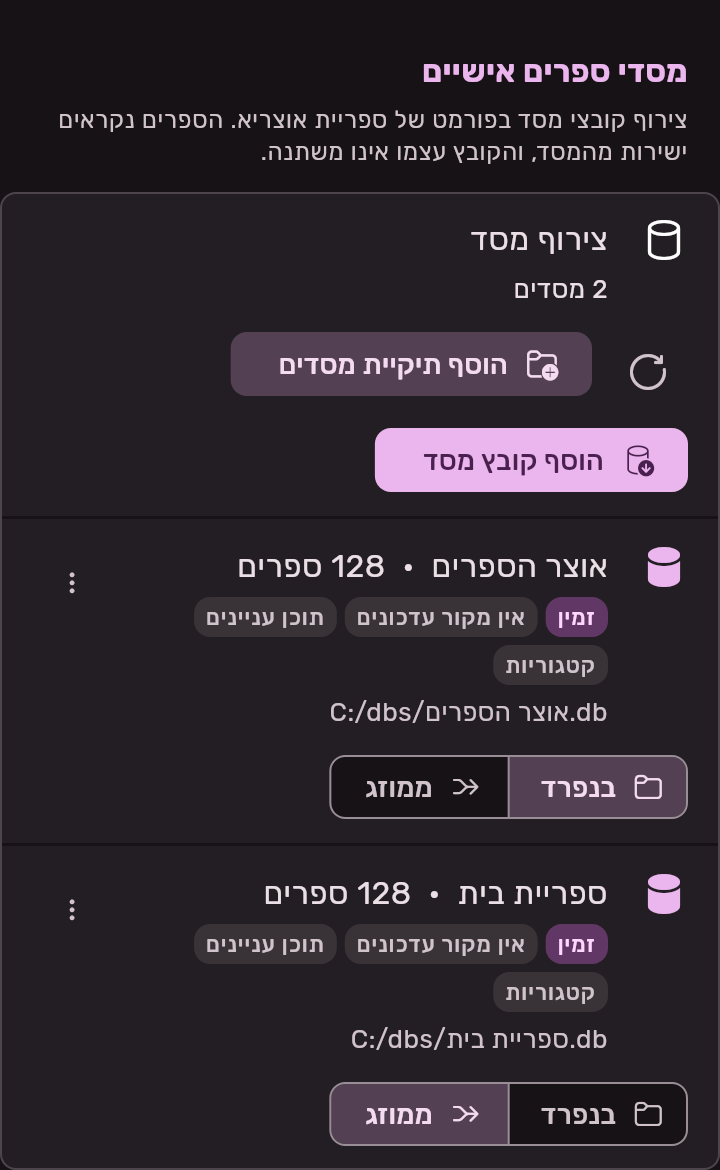 מסדי ספרים אישיים
צירוף קובצי מסד בפורמט של ספריית אוצריא. הספרים נקראים
ישירות מהמסד, והקובץ עצמו אינו משתנה.
צירוף מסד
2 מסדים
הוסף תיקיית מסדים
הוסף קובץ מסד
אוצר הספרים • 128 ספרים
זמין אין מקור עדכונים תוכן עניינים
קטגוריות
C:/dbs/אוצר הספרים.db
בנפרד ממוזג
ספריית בית • 128 ספרים
זמין אין מקור עדכונים תוכן עניינים
קטגוריות
C:/dbs/ספריית בית.db
בנפרד ממוזג